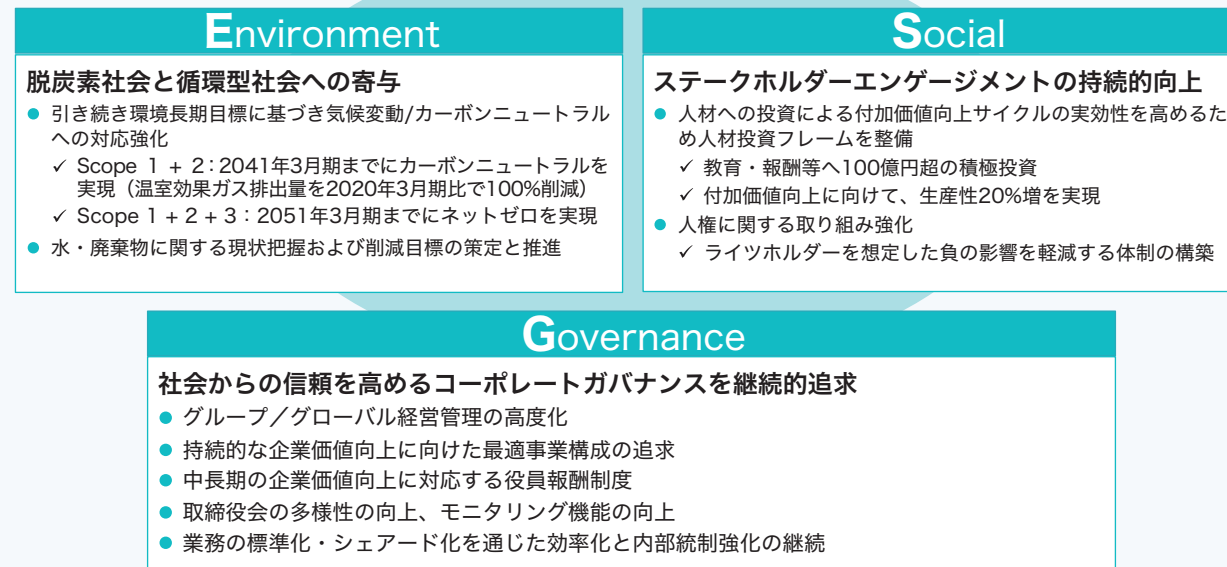 Environment
脱炭素社会と循環型社会への寄与
● 引き続き環境長期目標に基づき気候変動/カーボンニュートラル
への対応強化
✓ Scope 1 + 2：2041年3月期までにカーボンニュートラルを
実現（温室効果ガス排出量を2020年3月期比で100%削減）
✓ Scope 1 + 2 + 3：2051年3月期までにネットゼロを実現
● 水・廃棄物に関する現状把握および削減目標の策定と推進
Social
ステークホルダーエンゲージメントの持続的向上
● 人材への投資による付加価値向上サイクルの実効性を高めるた
め人材投資フレームを整備
✓ 教育・報酬等へ100億円超の積極投資
✓ 付加価値向上に向けて、生産性20%増を実現
● 人権に関する取り組み強化
✓ ライツホルダーを想定した負の影響を軽減する体制の構築
Governance
社会からの信頼を高めるコーポレートガバナンスを継続的追求
● グループ／グローバル経営管理の高度化
● 持続的な企業価値向上に向けた最適事業構成の追求
● 中長期の企業価値向上に対応する役員報酬制度
● 取締役会の多様性の向上、モニタリング機能の向上
● 業務の標準化・シェアード化を通じた効率化と内部統制強化の継続